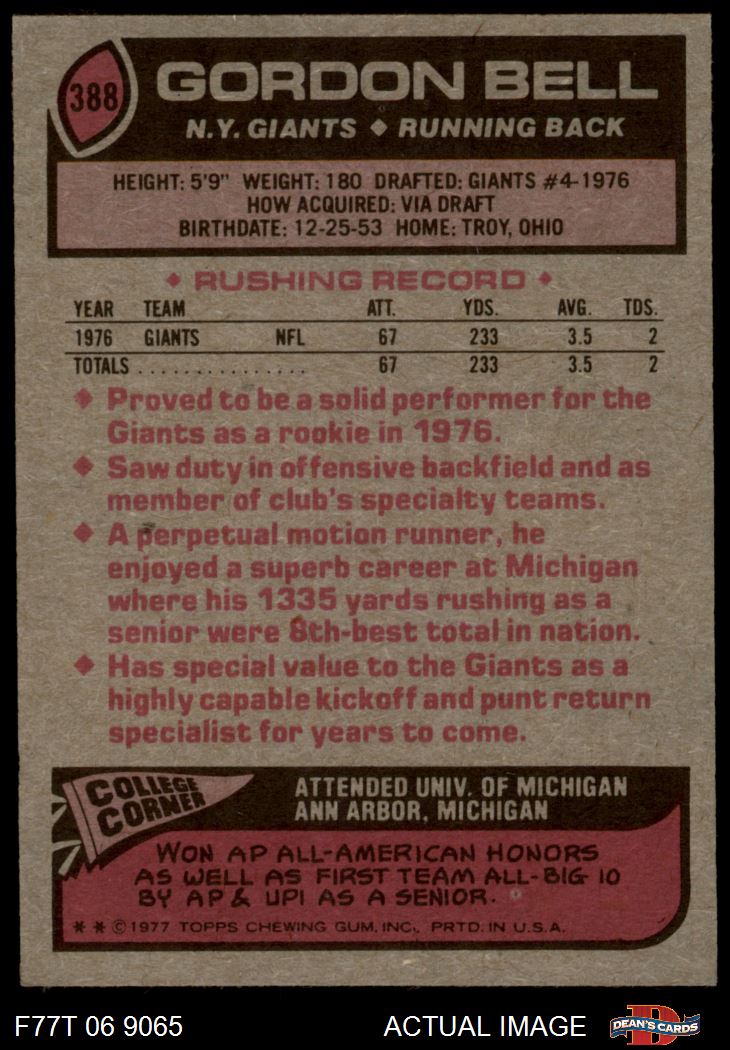 388
GORDON BELL
N.Y. GIANTS ♦ RUNNING BACK
HEIGHT: 5'9" WEIGHT: 180 DRAFTED: GIANTS #4-1976
HOW ACQUIRED: VIA DRAFT
BIRTHDATE: 12-25-53 HOME: TROY, OHIO
♦ RUSHING RECORD ♦
YEAR TEAM ATT. YDS. AVG. TDS.
1976 GIANTS NFL 67 233 3.5 2
TOTALS . . . . . . . . . . . . . . . 67 233 3.5 2
♦ Proved to be a solid performer for the
Giants as a rookie in 1976.
♦ Saw duty in offensive backfield and as
member of club's specialty teams.
♦ A perpetual motion runner, he
enjoyed a superb career at Michigan
where his 1335 yards rushing as a
senior were 8th-best total in nation.
♦ Has special value to the Giants as a
highly capable kickoff and punt return
specialist for years to come.
COLLEGE
CORNER
ATTENDED UNIV. OF MICHIGAN
ANN ARBOR, MICHIGAN
WON AP ALL-AMERICAN HONORS
AS WELL AS FIRST TEAM ALL-BIG 10
BY AP & UPI AS A SENIOR.
* * © 1977 TOPPS CHEWING GUM, INC. PRTD. IN U.S.A.
F77T 06 9065 ACTUAL IMAGE
DEAN'S CARDS